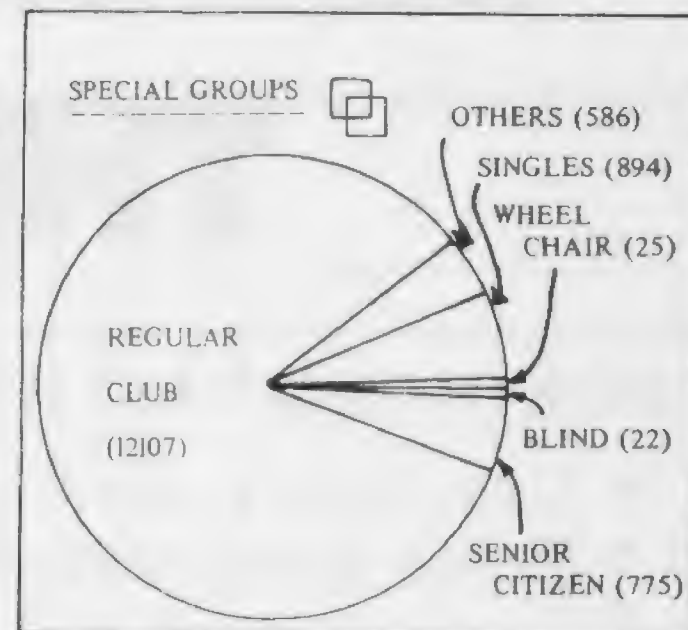 SPECIAL GROUPS
OTHERS (586)
SINGLES (894)
WHEEL
CHAIR (25)
REGULAR
CLUB
(12107)
BLIND (22)
SENIOR
CITIZEN (775)